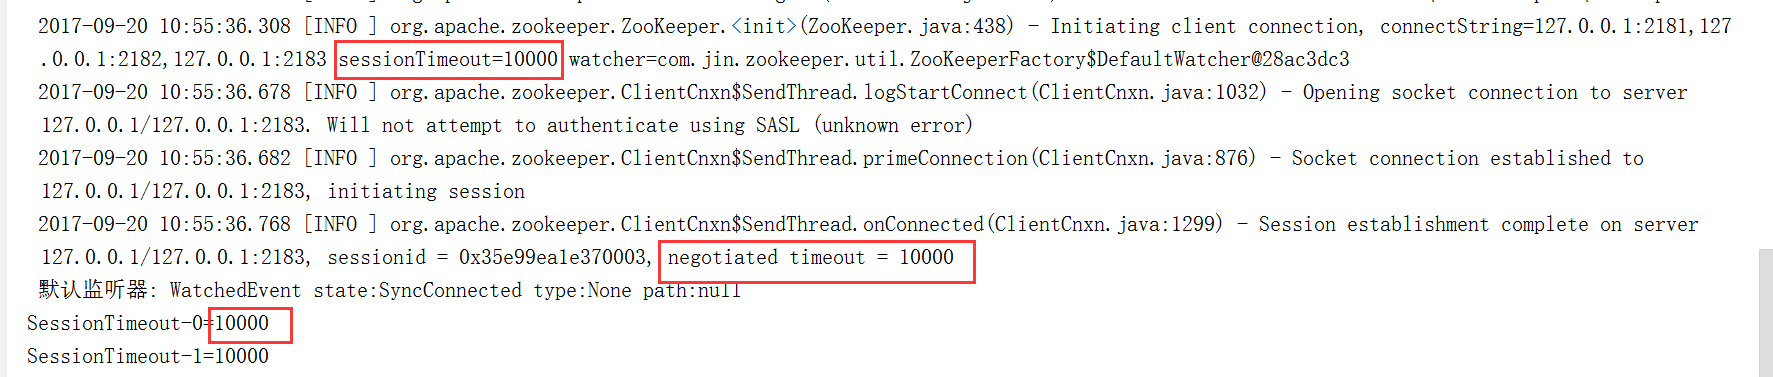 2017-09-20 10:55:36.308 [INFO ] org.apache.zookeeper.ZooKeeper.<init>(ZooKeeper.java:438) - Initiating client connection, connectString=127.0.0.1:2181,127
.0.0.1:2182,127.0.0.1:2183 sessionTimeout=10000 watcher=com.jin.zookeeper.util.ZooKeeperFactory$DefaultWatcher@28ac3dc3
2017-09-20 10:55:36.678 [INFO ] org.apache.zookeeper.ClientCnxn$SendThread.logStartConnect(ClientCnxn.java:1032) - Opening socket connection to server
127.0.0.1/127.0.0.1:2183. Will not attempt to authenticate using SASL (unknown error)
2017-09-20 10:55:36.682 [INFO ] org.apache.zookeeper.ClientCnxn$SendThread.primeConnection(ClientCnxn.java:876) - Socket connection established to
127.0.0.1/127.0.0.1:2183, initiating session
2017-09-20 10:55:36.768 [INFO ] org.apache.zookeeper.ClientCnxn$SendThread.onConnected(ClientCnxn.java:1299) - Session establishment complete on server
127.0.0.1/127.0.0.1:2183, sessionid = 0x35e99ea1e370003, negotiated timeout = 10000
默认监听器: WatchedEvent state:SyncConnected type:None path:null
SessionTimeout-0=10000
SessionTimeout-1=10000